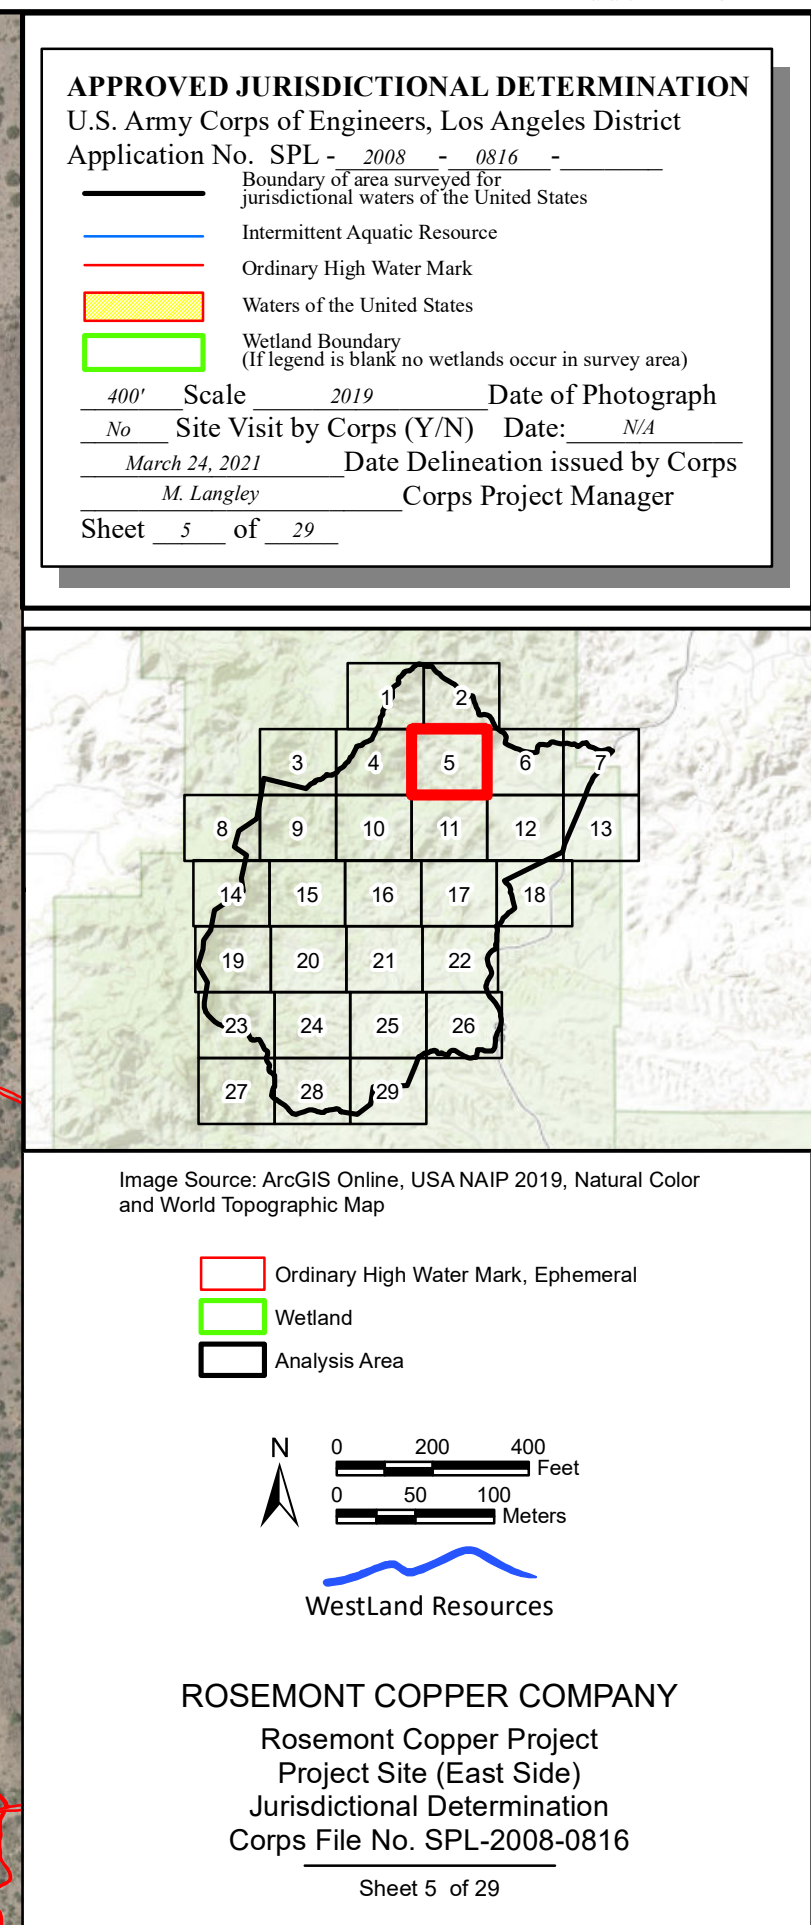 APPROVED JURISDICTIONAL DETERMINATION
U.S. Army Corps of Engineers, Los Angeles District
Application No. SPL - 2008 - 0816 -
Boundary of area surveyed for
jurisdictional waters of the United States
Intermittent Aquatic Resource
Ordinary High Water Mark
Waters of the United States
Wetland Boundary
(If legend is blank no wetlands occur in survey area)
400' Scale 2019 Date of Photograph
No Site Visit by Corps (Y/N) Date: N/A
March 24, 2021 Date Delineation issued by Corps
M. Langley Corps Project Manager
Sheet 5 of 29
1 2
3 4 5 6 7
8 9 10 11 12 13
14 15 16 17 18
19 20 21 22
23 24 25 26
27 28 29
Image Source: ArcGIS Online, USA NAIP 2019, Natural Color
and World Topographic Map
Ordinary High Water Mark, Ephemeral
Wetland
Analysis Area
N
0 200 400
Feet
0 50 100
Meters
WestLand Resources
ROSEMONT COPPER COMPANY
Rosemont Copper Project
Project Site (East Side)
Jurisdictional Determination
Corps File No. SPL-2008-0816
Sheet 5 of 29